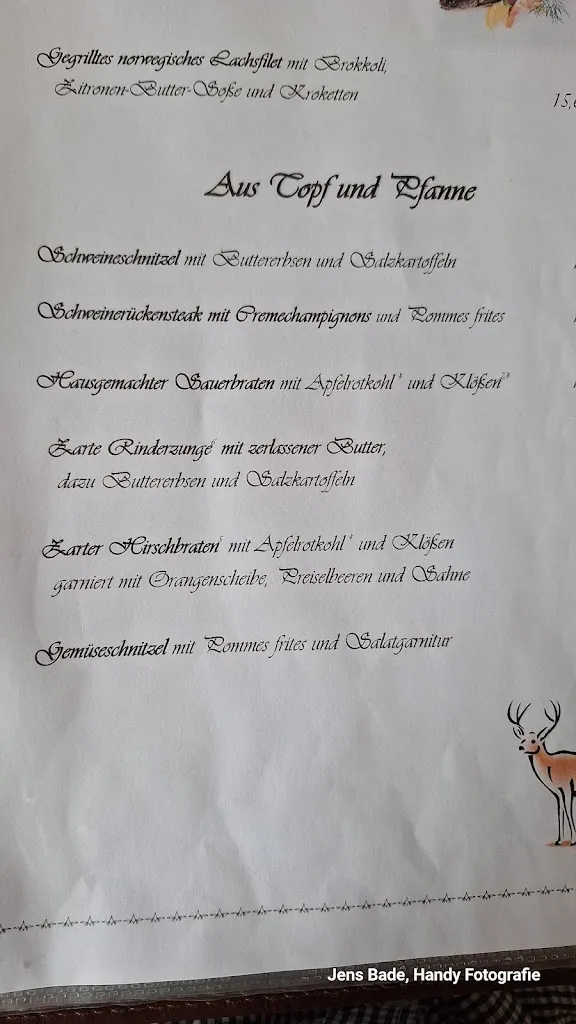 Gegrilltes norwegisches Lachsfilet mit Brokkoli,
Zitronen-Butter-Soße und Kroketten
15,
Aus Topf und Pfanne
Schweineschnitzel mit Buttererbsen und Salzkartoffeln
Schweinerückensteak mit Cremechampignons und Pommes frites
Hausgemachter Sauerbraten mit Apfelrotkohl* und Klößen
Zarte Rinderzunge mit zerlassener Butter,
dazu Buttererbsen und Salzkartoffeln
Zarter Hirschbraten mit Apfelrotkohl* und Klößen
garniert mit Orangenscheibe, Preiselbeeren und Sahne
Gemüseschnitzel mit Pommes frites und Salatgarnitur
Jens Bade, Handy Fotografie